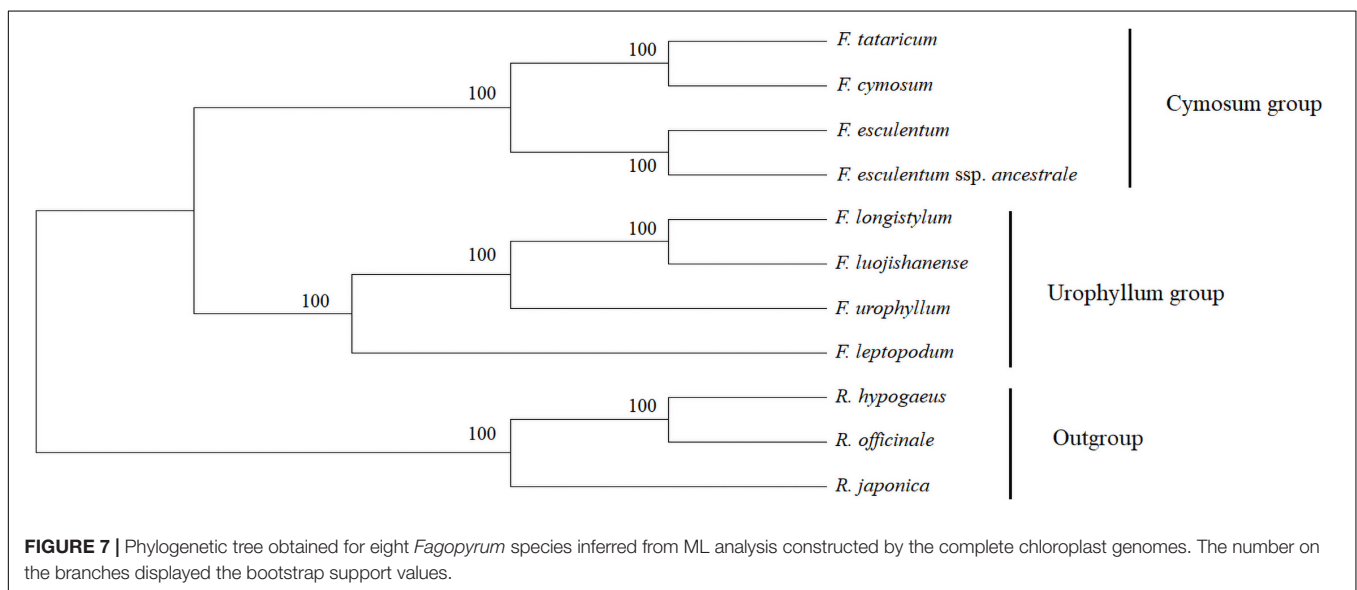 100
F. tataricum
F. cymosum
100
F. esculentum
100
F. esculentum ssp. ancestrale
Cymosum group
100
F. longistylum
100
F. luojishanense
100
F. urophyllum
F. leptopodum
Urophyllum group
100
R. hypogaeus
100
R. officinale
R. japonica
Outgroup
FIGURE 7 | Phylogenetic tree obtained for eight Fagopyrum species inferred from ML analysis constructed by the complete chloroplast genomes. The number on
the branches displayed the bootstrap support values.